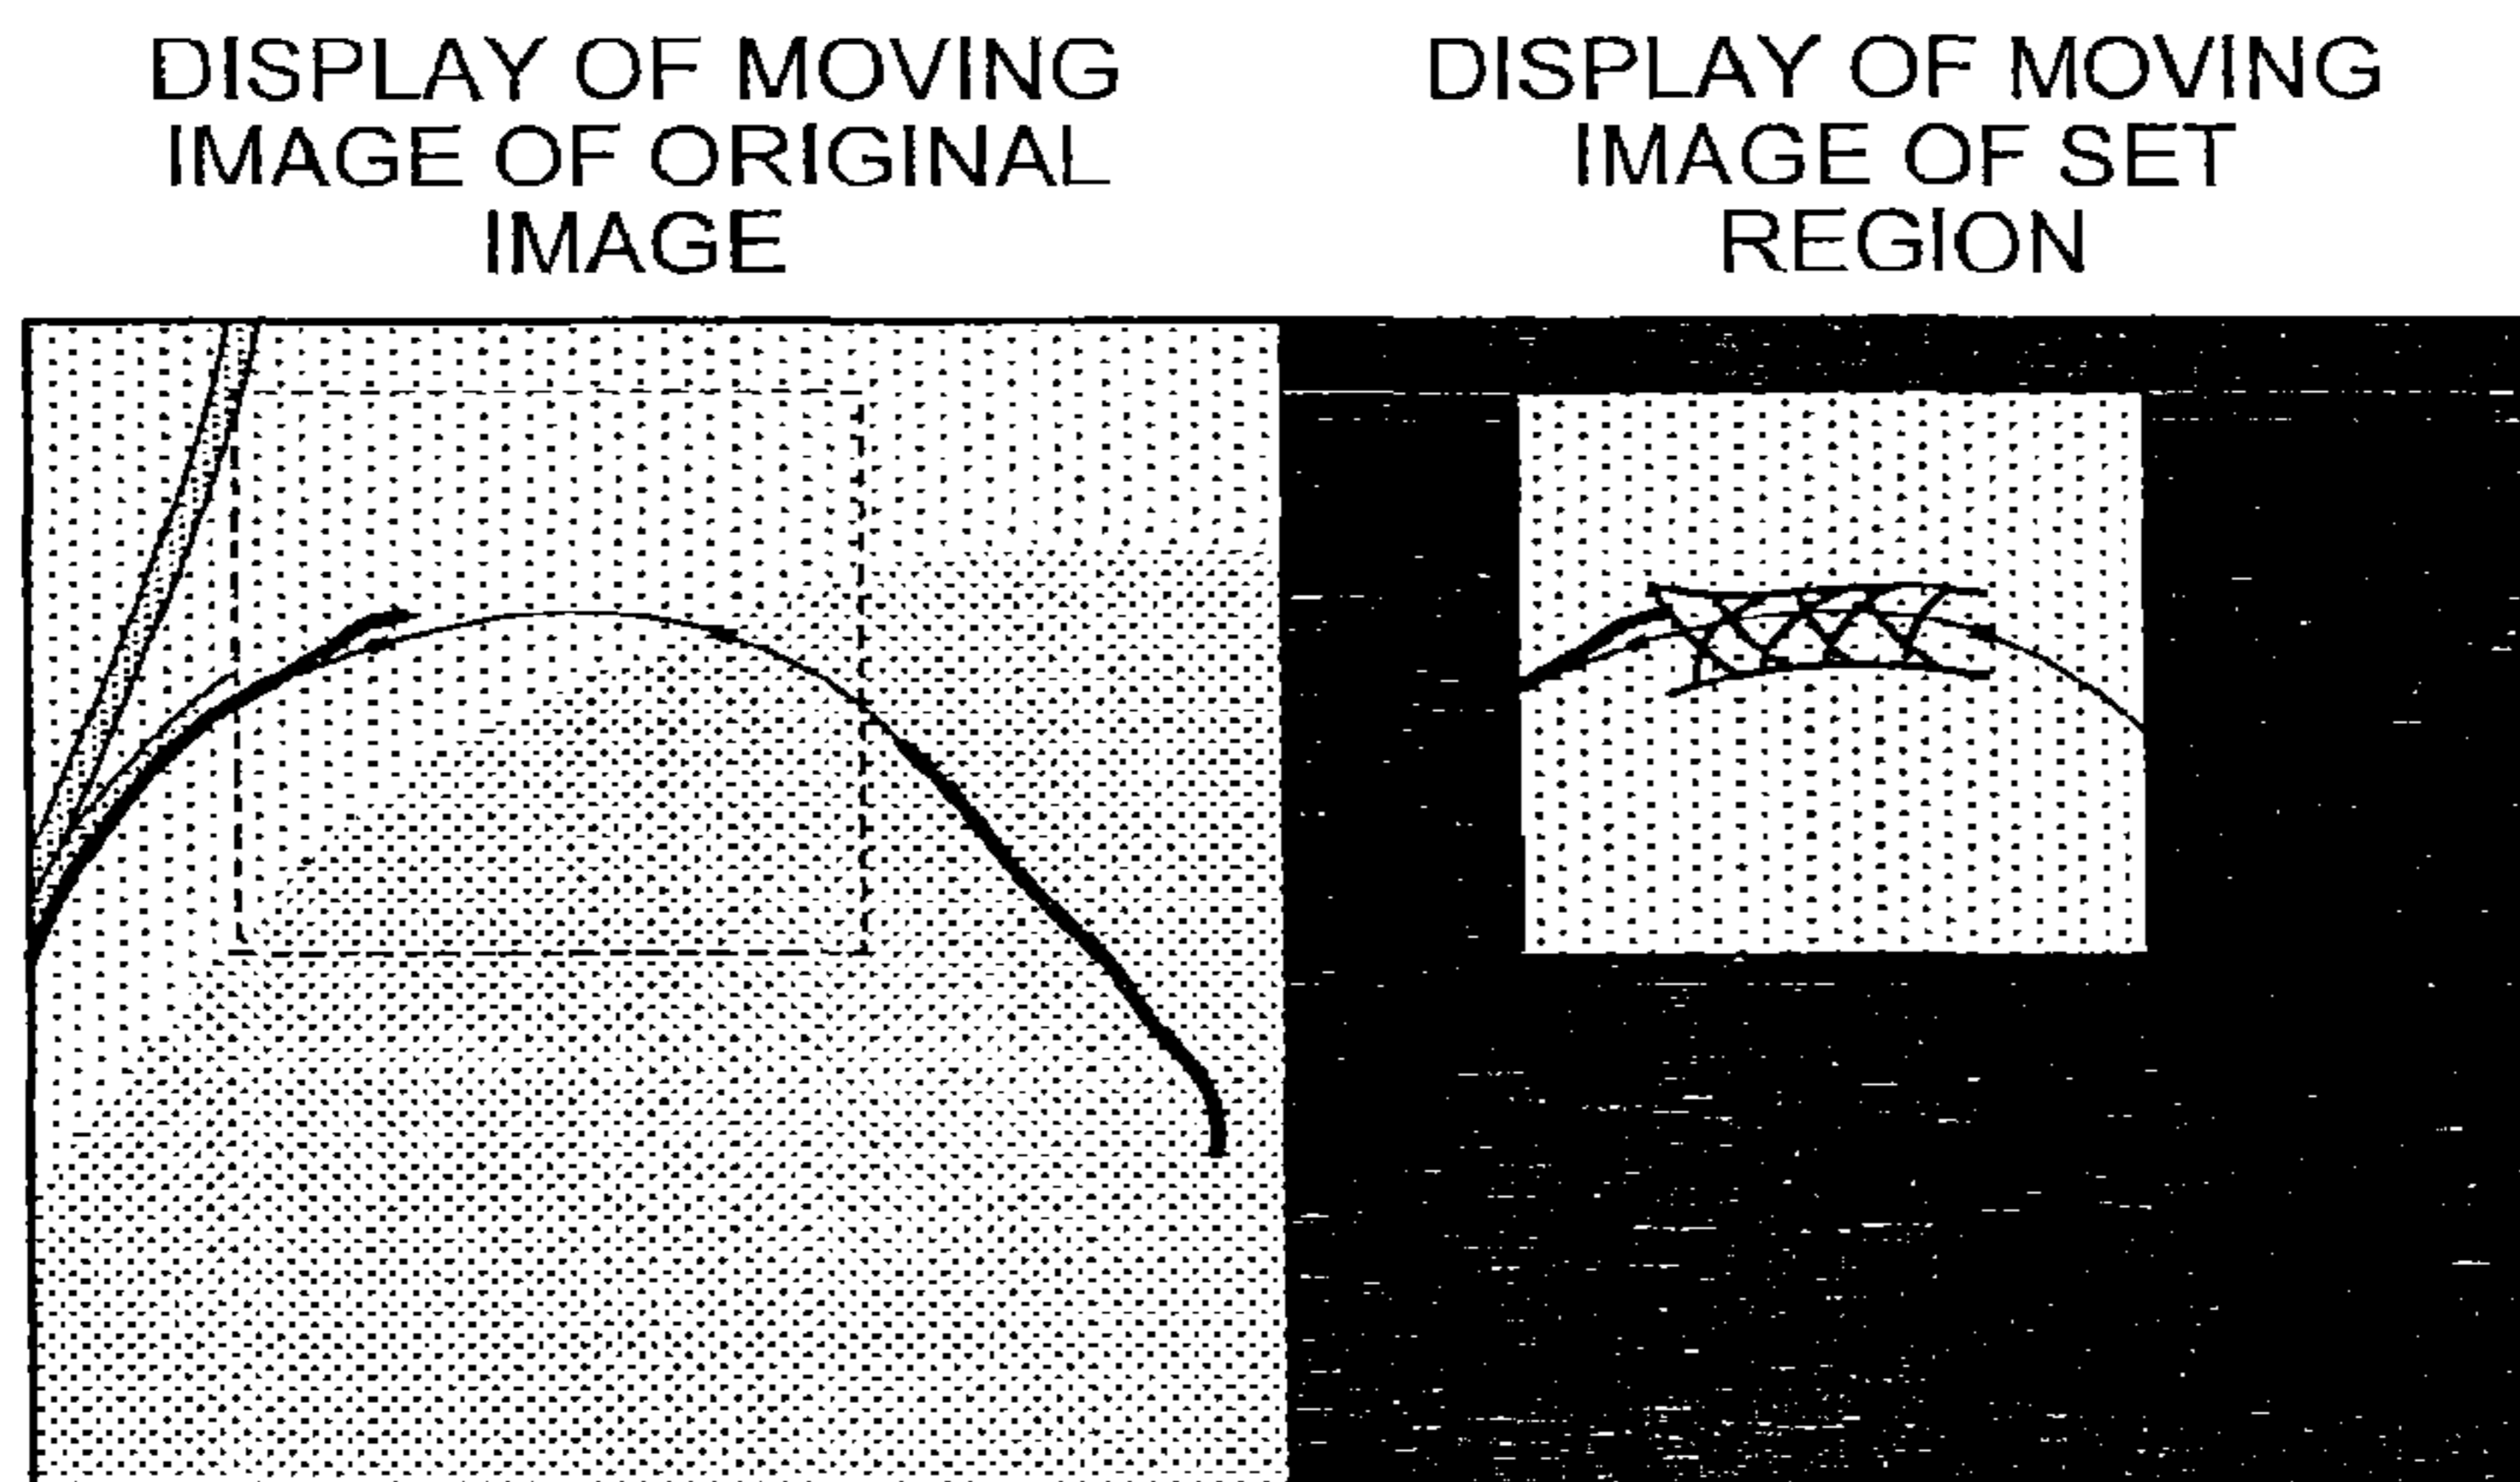 DISPLAY OF MOVING
IMAGE OF ORIGINAL
IMAGE
DISPLAY OF MOVING
IMAGE OF SET
REGION